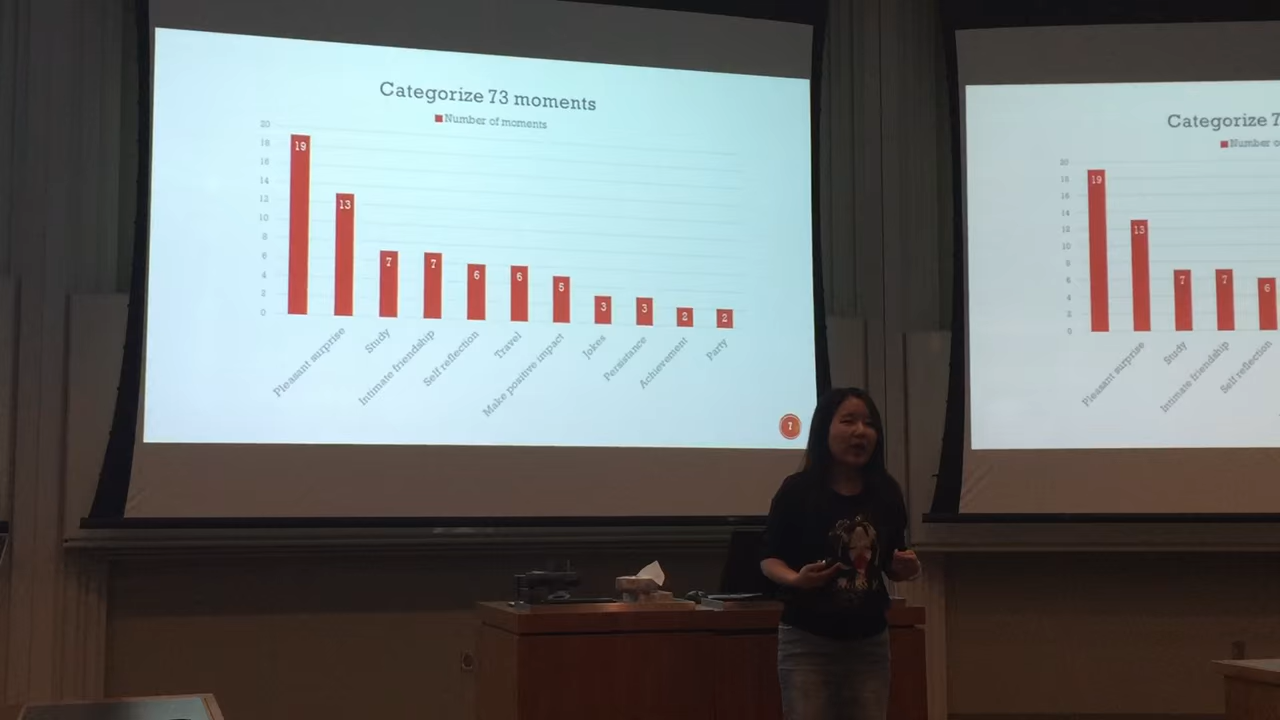 Categorize 73 moments
Number of moments
20
18
16
14
12
10
8
6
4
2
0
19
13
7
7
6
6
5
3
3
2
2
Pleasant surprise
Study
Intimate friendship
Self reflection
Travel
Make positive impact
Jokes
Persistance
Achievement
Party
7
Categorize 7
Number o
20
18
16
14
12
10
8
6
4
2
0
19
13
7
7
6
Pleasant surprise
Study
Intimate friendship
Self reflection